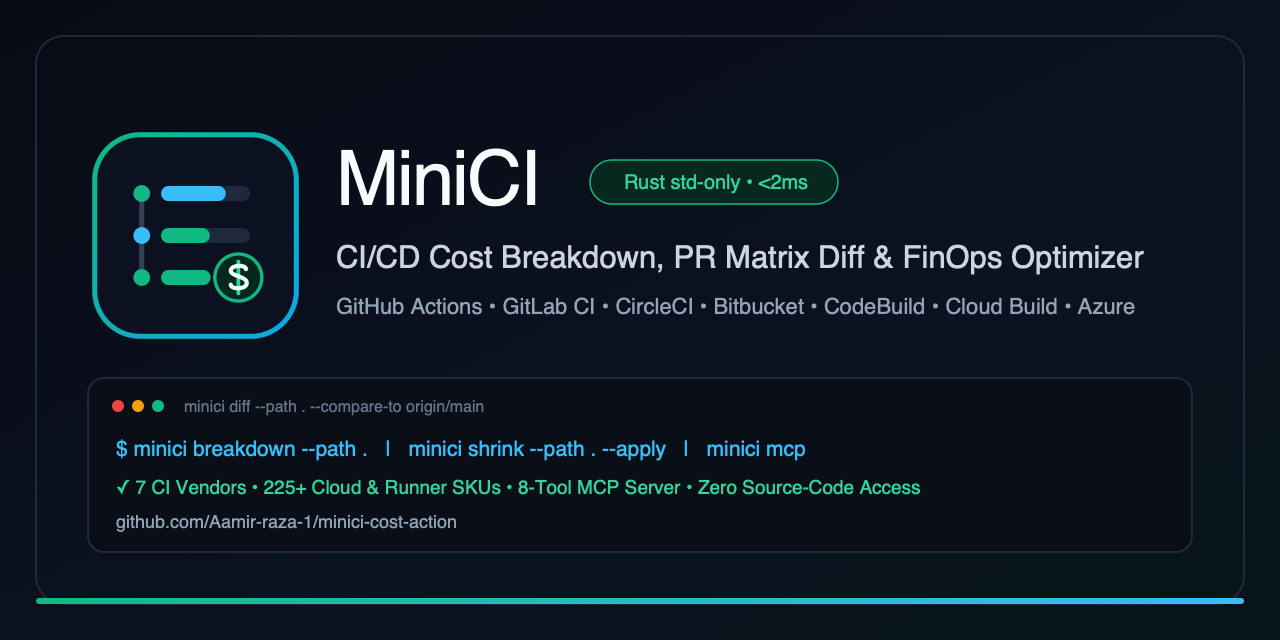 $
MiniCI
Rust std-only • <2ms
CI/CD Cost Breakdown, PR Matrix Diff & FinOps Optimizer
GitHub Actions • GitLab CI • CircleCI • Bitbucket • CodeBuild • Cloud Build • Azure
minici diff --path . --compare-to origin/main
$ minici breakdown --path . | minici shrink --path . --apply | minici mcp
✓ 7 CI Vendors • 225+ Cloud & Runner SKUs • 8-Tool MCP Server • Zero Source-Code Access
github.com/Aamir-raza-1/minici-cost-action